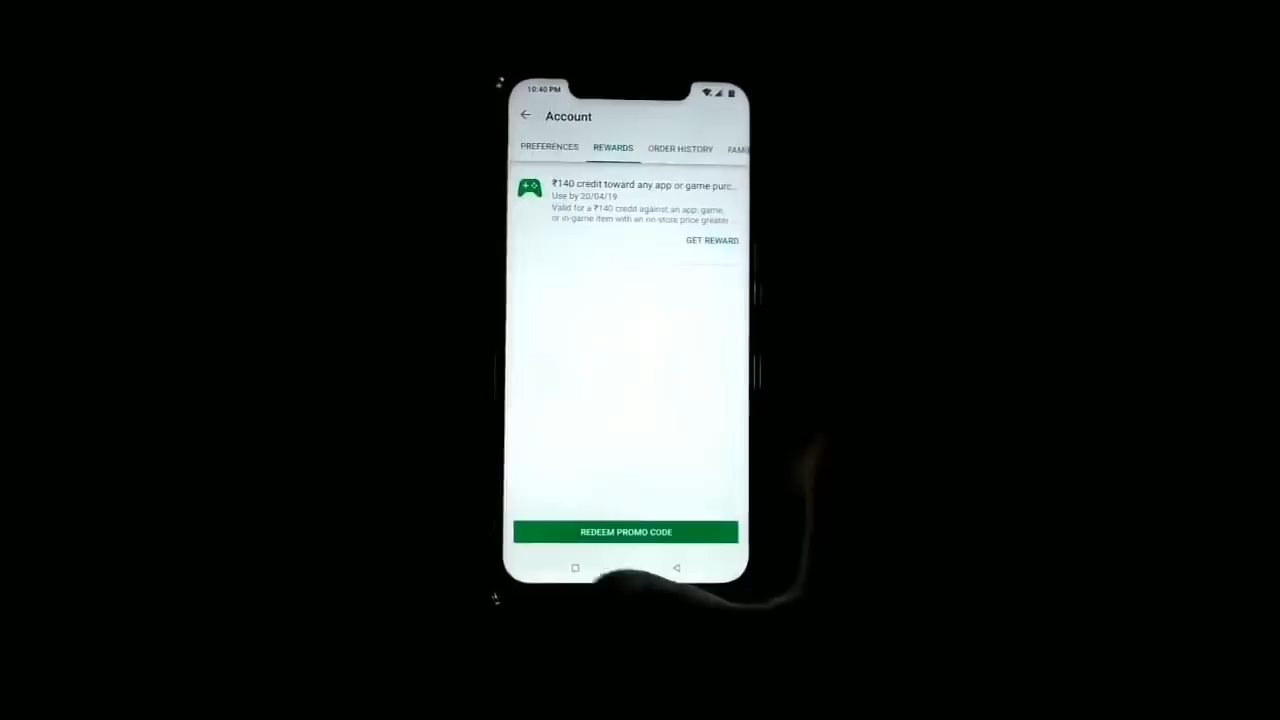 10:40 PM
Account
PREFERENCES REWARDS ORDER HISTORY FAMI
₹140 credit toward any app or game purc...
Use by 20/04/19
Valid for a ₹140 credit against an app, game,
or in-game item with an on-store price greater
GET REWARD
REDEEM PROMO CODE